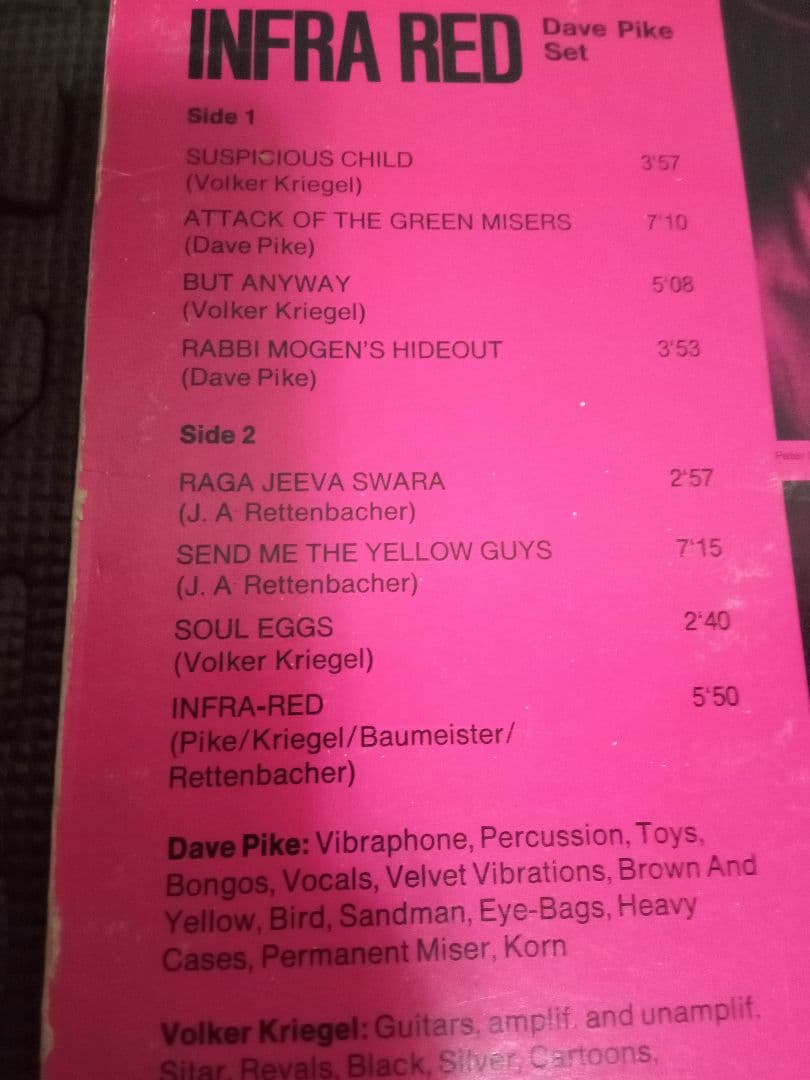 INFRA RED
Dave Pike
Set
Side 1
SUSPICIOUS CHILD 3'57
(Volker Kriegel)
ATTACK OF THE GREEN MISERS 7'10
(Dave Pike)
BUT ANYWAY 5'08
(Volker Kriegel)
RABBI MOGEN'S HIDEOUT 3'53
(Dave Pike)
Side 2
RAGA JEEVA SWARA 2'57
(J. A. Rettenbacher)
SEND ME THE YELLOW GUYS 7'15
(J. A. Rettenbacher)
SOUL EGGS 2'40
(Volker Kriegel)
INFRA-RED 5'50
(Pike/Kriegel/Baumeister/
Rettenbacher)
Dave Pike: Vibraphone, Percussion, Toys,
Bongos, Vocals, Velvet Vibrations, Brown And
Yellow, Bird, Sandman, Eye-Bags, Heavy
Cases, Permanent Miser, Korn
Volker Kriegel: Guitars, amplif. and unamplif.
Sitar, Revals, Black, Silver, Cartoons,
Peter